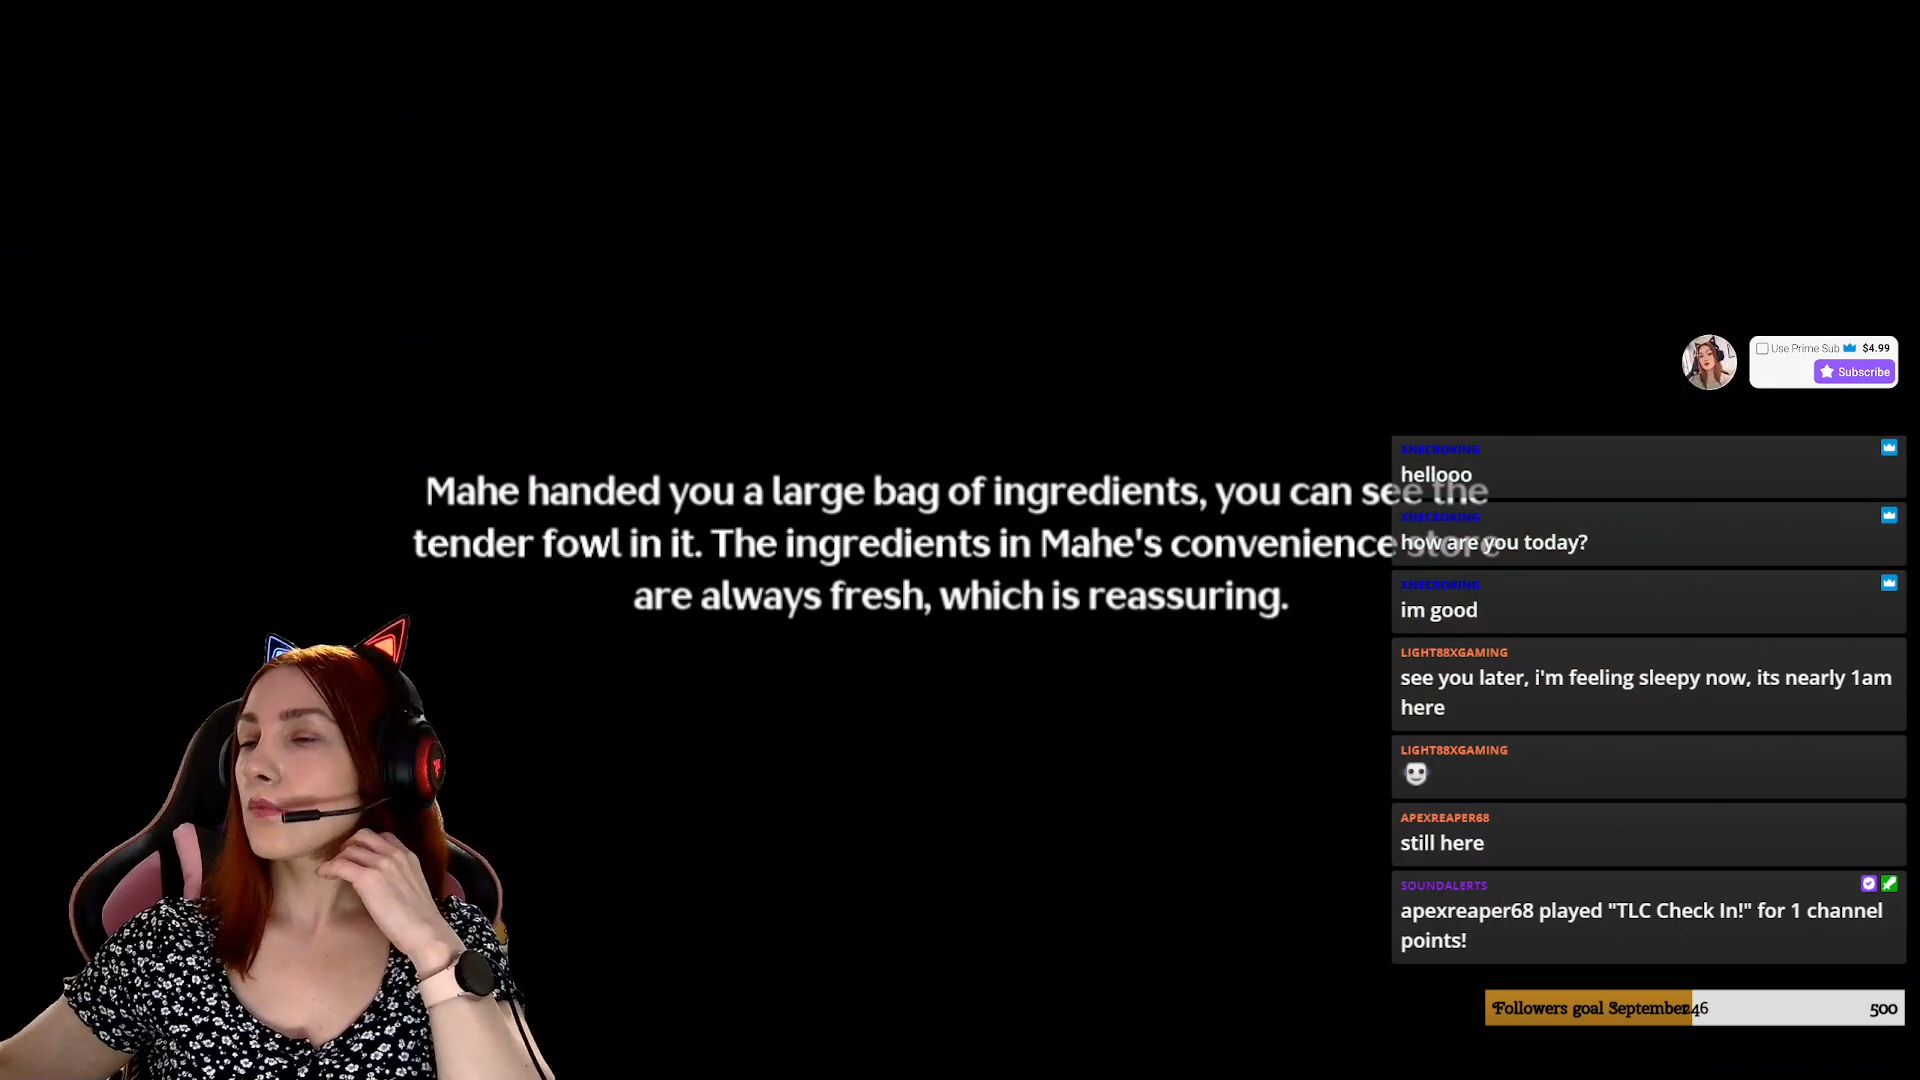 Use Prime Sub $4.99
Subscribe
Mahe handed you a large bag of ingredients, you can see the
tender fowl in it. The ingredients in Mahe's convenience store
are always fresh, which is reassuring.
XNECROKING
hellooo
XNECROKING
how are you today?
XNECROKING
im good
LIGHT88XGAMING
see you later, i'm feeling sleepy now, its nearly 1am
here
LIGHT88XGAMING
APEXREAPER68
still here
SOUNDALERTS
apexreaper68 played "TLC Check In!" for 1 channel
points!
Followers goal September 246 500